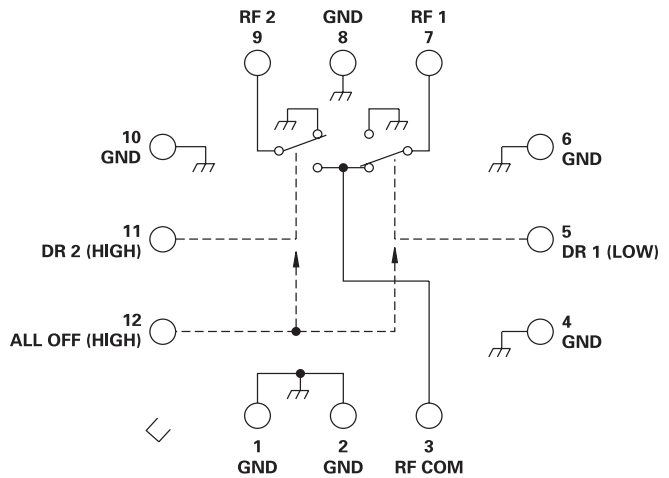 RF 2
9
GND
8
RF 1
7
10
GND
6
GND
11
DR 2 (HIGH)
5
DR 1 (LOW)
12
ALL OFF (HIGH)
4
GND
1
GND
2
GND
3
RF COM